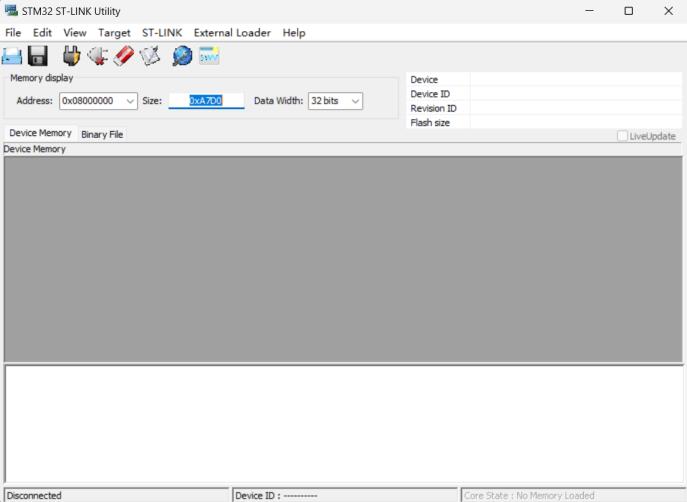 STM32 ST-LINK Utility
File Edit View Target ST-LINK External Loader Help
Memory display
Address: 0x08000000 Size: 0xA7D0 Data Width: 32 bits
Device
Device ID
Revision ID
Flash size
Device Memory Binary File
LiveUpdate
Device Memory
Disconnected Device ID : ---------- Core State : No Memory Loaded